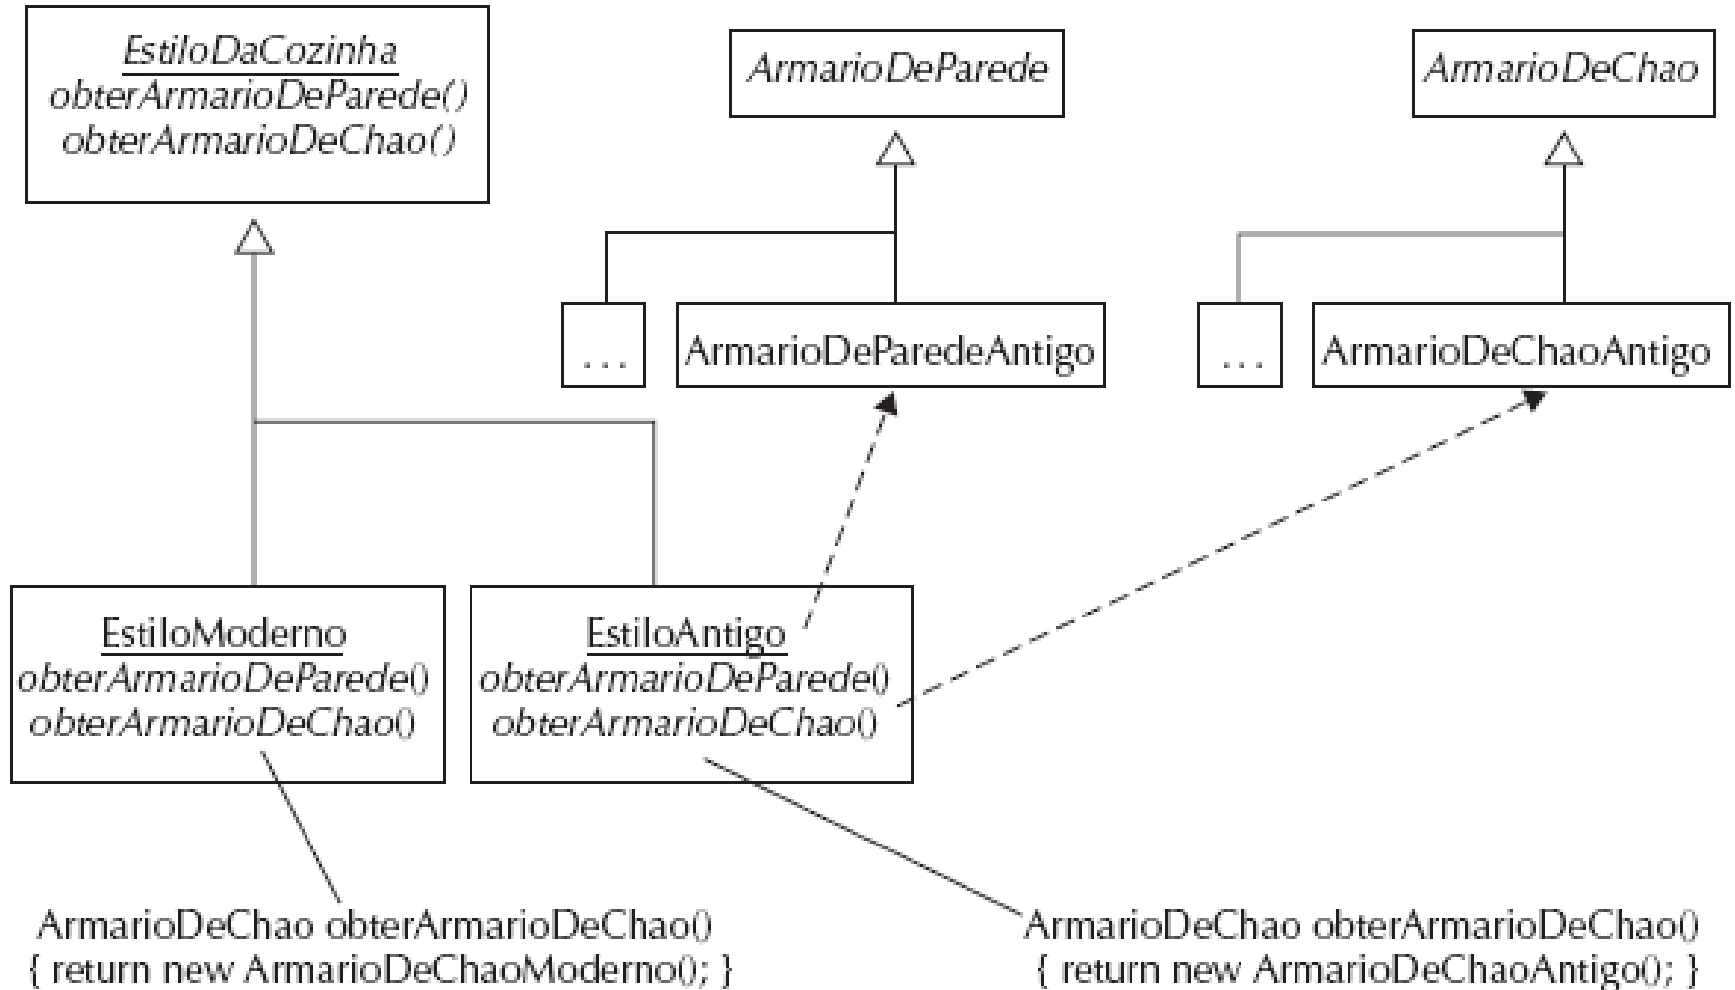 EstiloDaCozinha
obterArmarioDeParede()
obterArmarioDeChao()
ArmarioDeParede
ArmarioDeChao
...
ArmarioDeParedeAntigo
...
ArmarioDeChaoAntigo
EstiloModerno
obterArmarioDeParede()
obterArmarioDeChao()
EstiloAntigo
obterArmarioDeParede()
obterArmarioDeChao()
ArmarioDeChao obterArmarioDeChao()
{ return new ArmarioDeChaoModerno(); }
ArmarioDeChao obterArmarioDeChao()
{ return new ArmarioDeChaoAntigo(); }